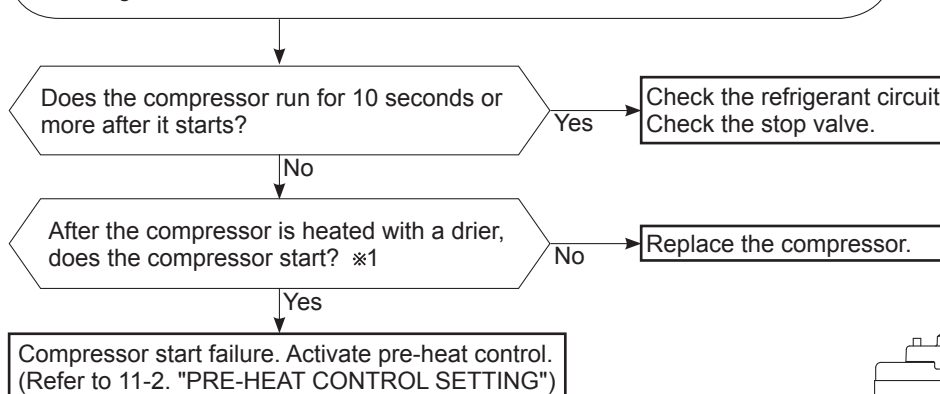 Does the compressor run for 10 seconds or
more after it starts?
Yes
Check the refrigerant circuit
Check the stop valve.
No
After the compressor is heated with a drier,
does the compressor start? ※1
No
Replace the compressor.
Yes
Compressor start failure. Activate pre-heat control.
(Refer to 11-2. "PRE-HEAT CONTROL SETTING")